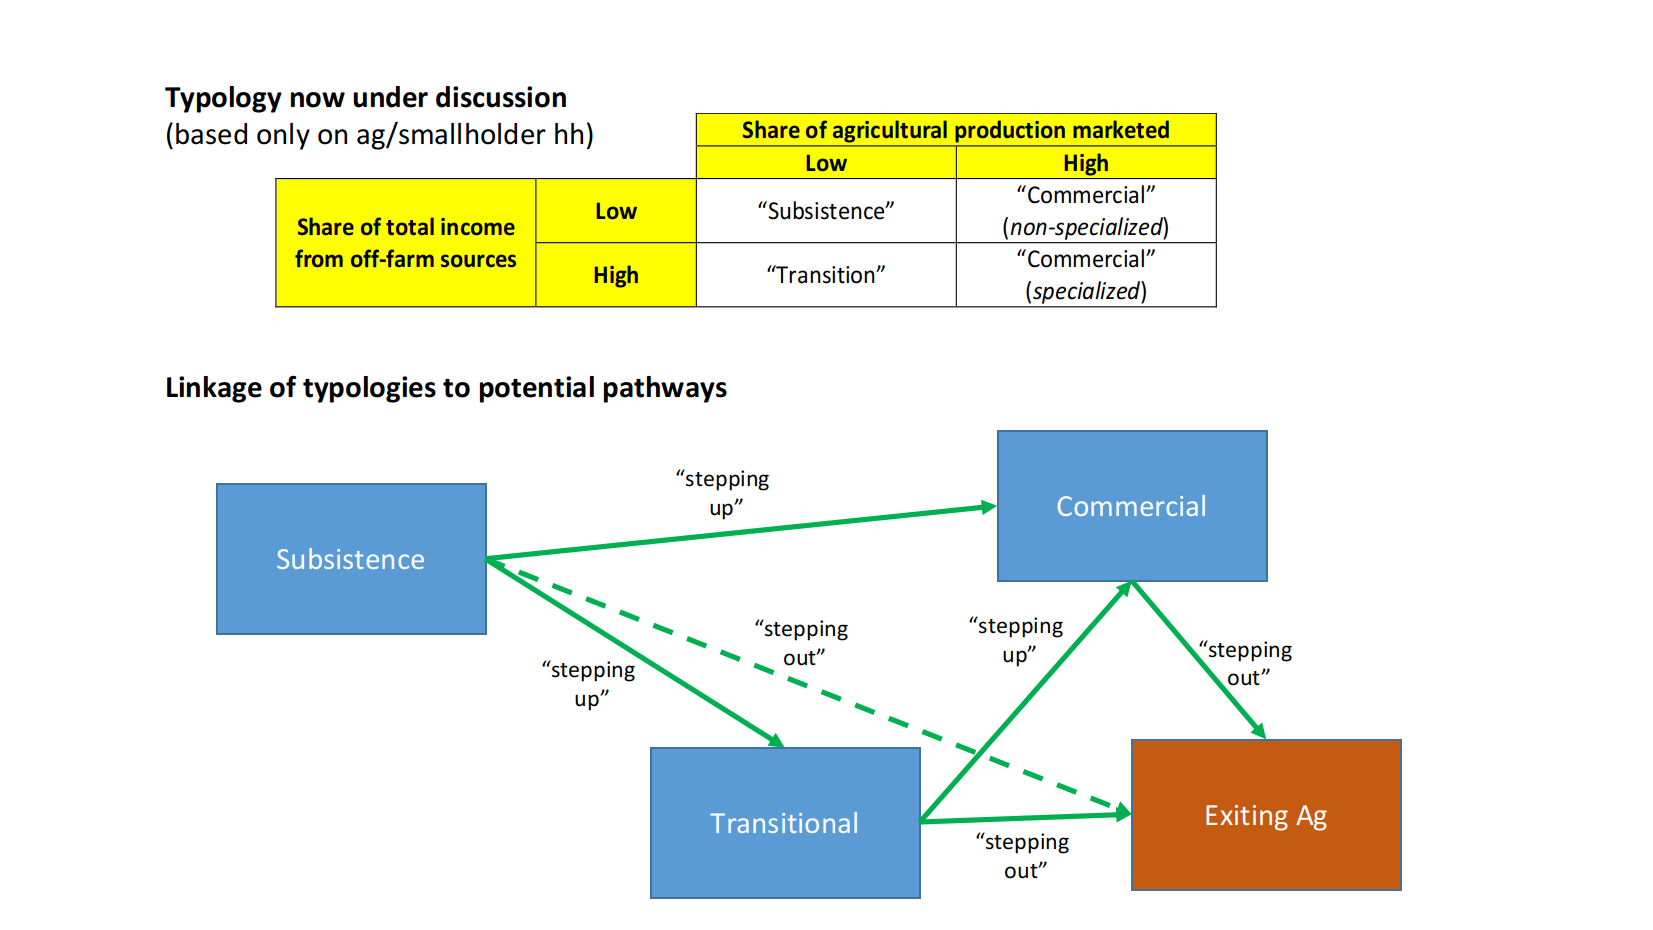 Typology now under discussion
(based only on ag/smallholder hh)
Share of agricultural production marketed
Low
High
Share of total income
from off-farm sources
Low
“Subsistence”
“Commercial”
(non-specialized)
High
“Transition”
“Commercial”
(specialized)
Linkage of typologies to potential pathways
“stepping
up”
Commercial
Subsistence
“stepping
out”
“stepping
up”
“stepping
out”
“stepping
up”
Transitional
Exiting Ag
“stepping
out”